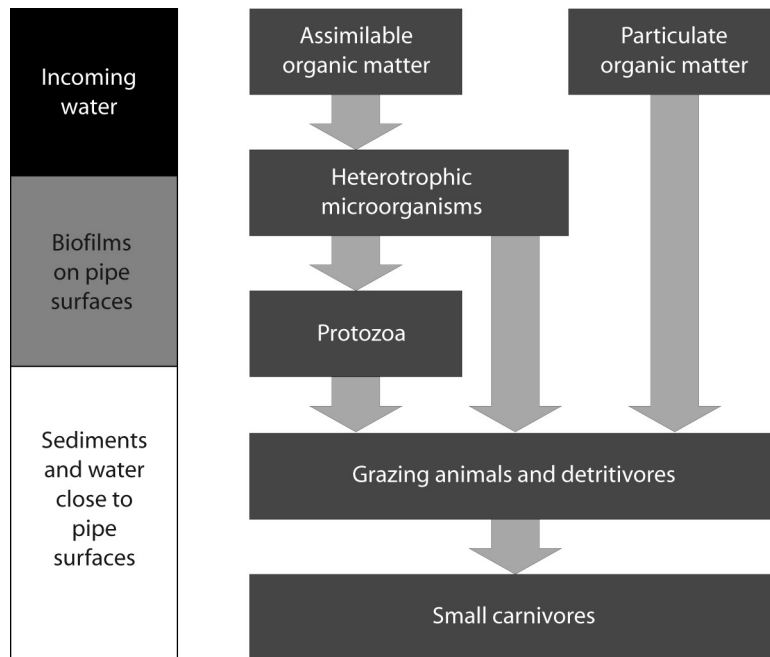 Incoming
water
Biofilms
on pipe
surfaces
Sediments
and water
close to
pipe
surfaces
Assimilable
organic matter
Particulate
organic matter
Heterotrophic
microorganisms
Protozoa
Grazing animals and detritivores
Small carnivores